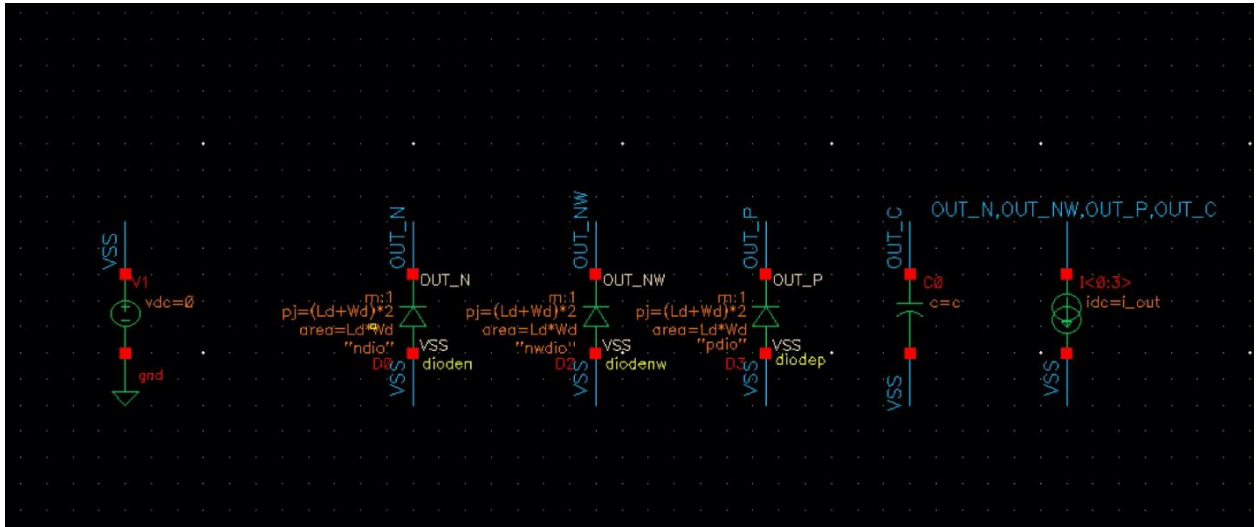 VSS
V1
vdc=0
gnd
OUT_N
OUT_N
m:1
pj=(Ld+Wd)*2
area=Ld*Wd
"ndio"
VSS
D0
dioden
VSS
OUT_NW
OUT_NW
m:1
pj=(Ld+Wd)*2
area=Ld*Wd
"nwdio"
VSS
D2
diodenw
VSS
OUT_P
OUT_P
m:1
pj=(Ld+Wd)*2
area=Ld*Wd
"pdio"
VSS
D3
diodep
VSS
OUT_C
C0
c=c
VSS
OUT_N,OUT_NW,OUT_P,OUT_C
I<0:3>
idc=i_out
VSS